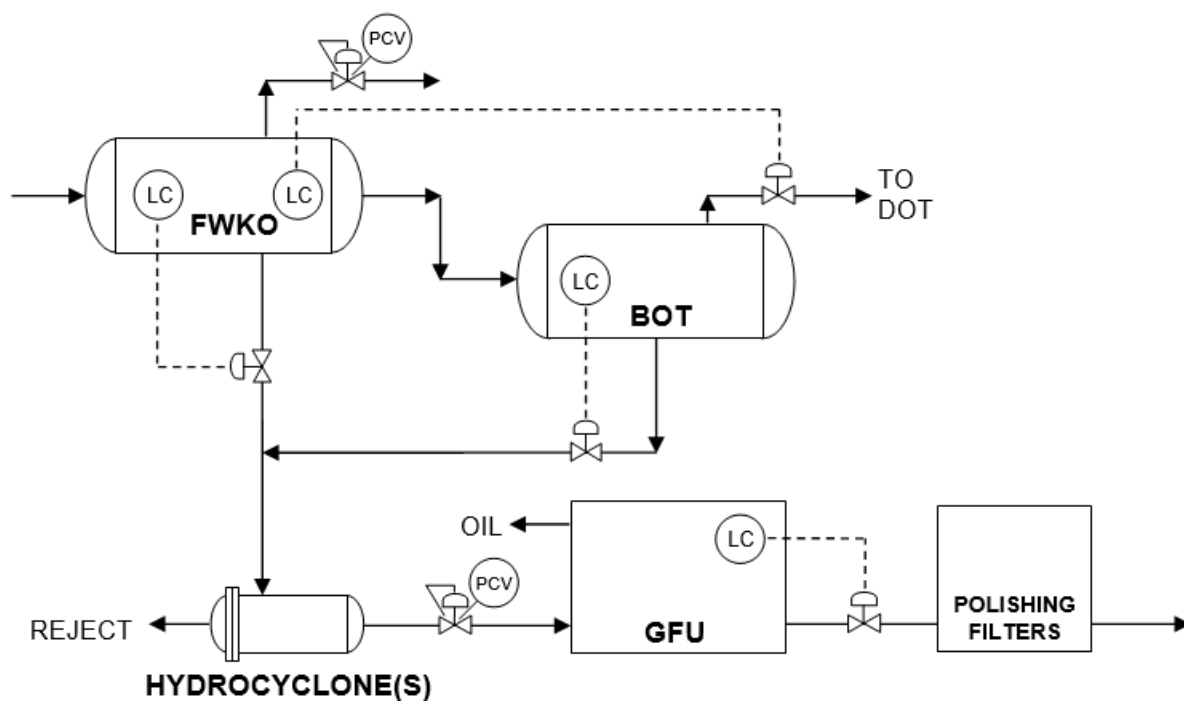 PCV
LC
LC
FWKO
TO
DOT
LC
BOT
OIL
LC
PCV
REJECT
GFU
POLISHING
FILTERS
HYDROCYCLONE(S)